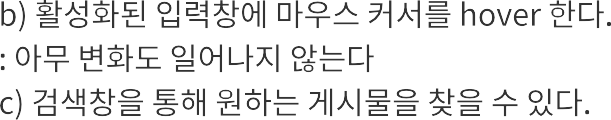 b) 활성화된 입력창에 마우스 커서를 hover 한다.
: 아무 변화도 일어나지 않는다
c) 검색창을 통해 원하는 게시물을 찾을 수 있다.